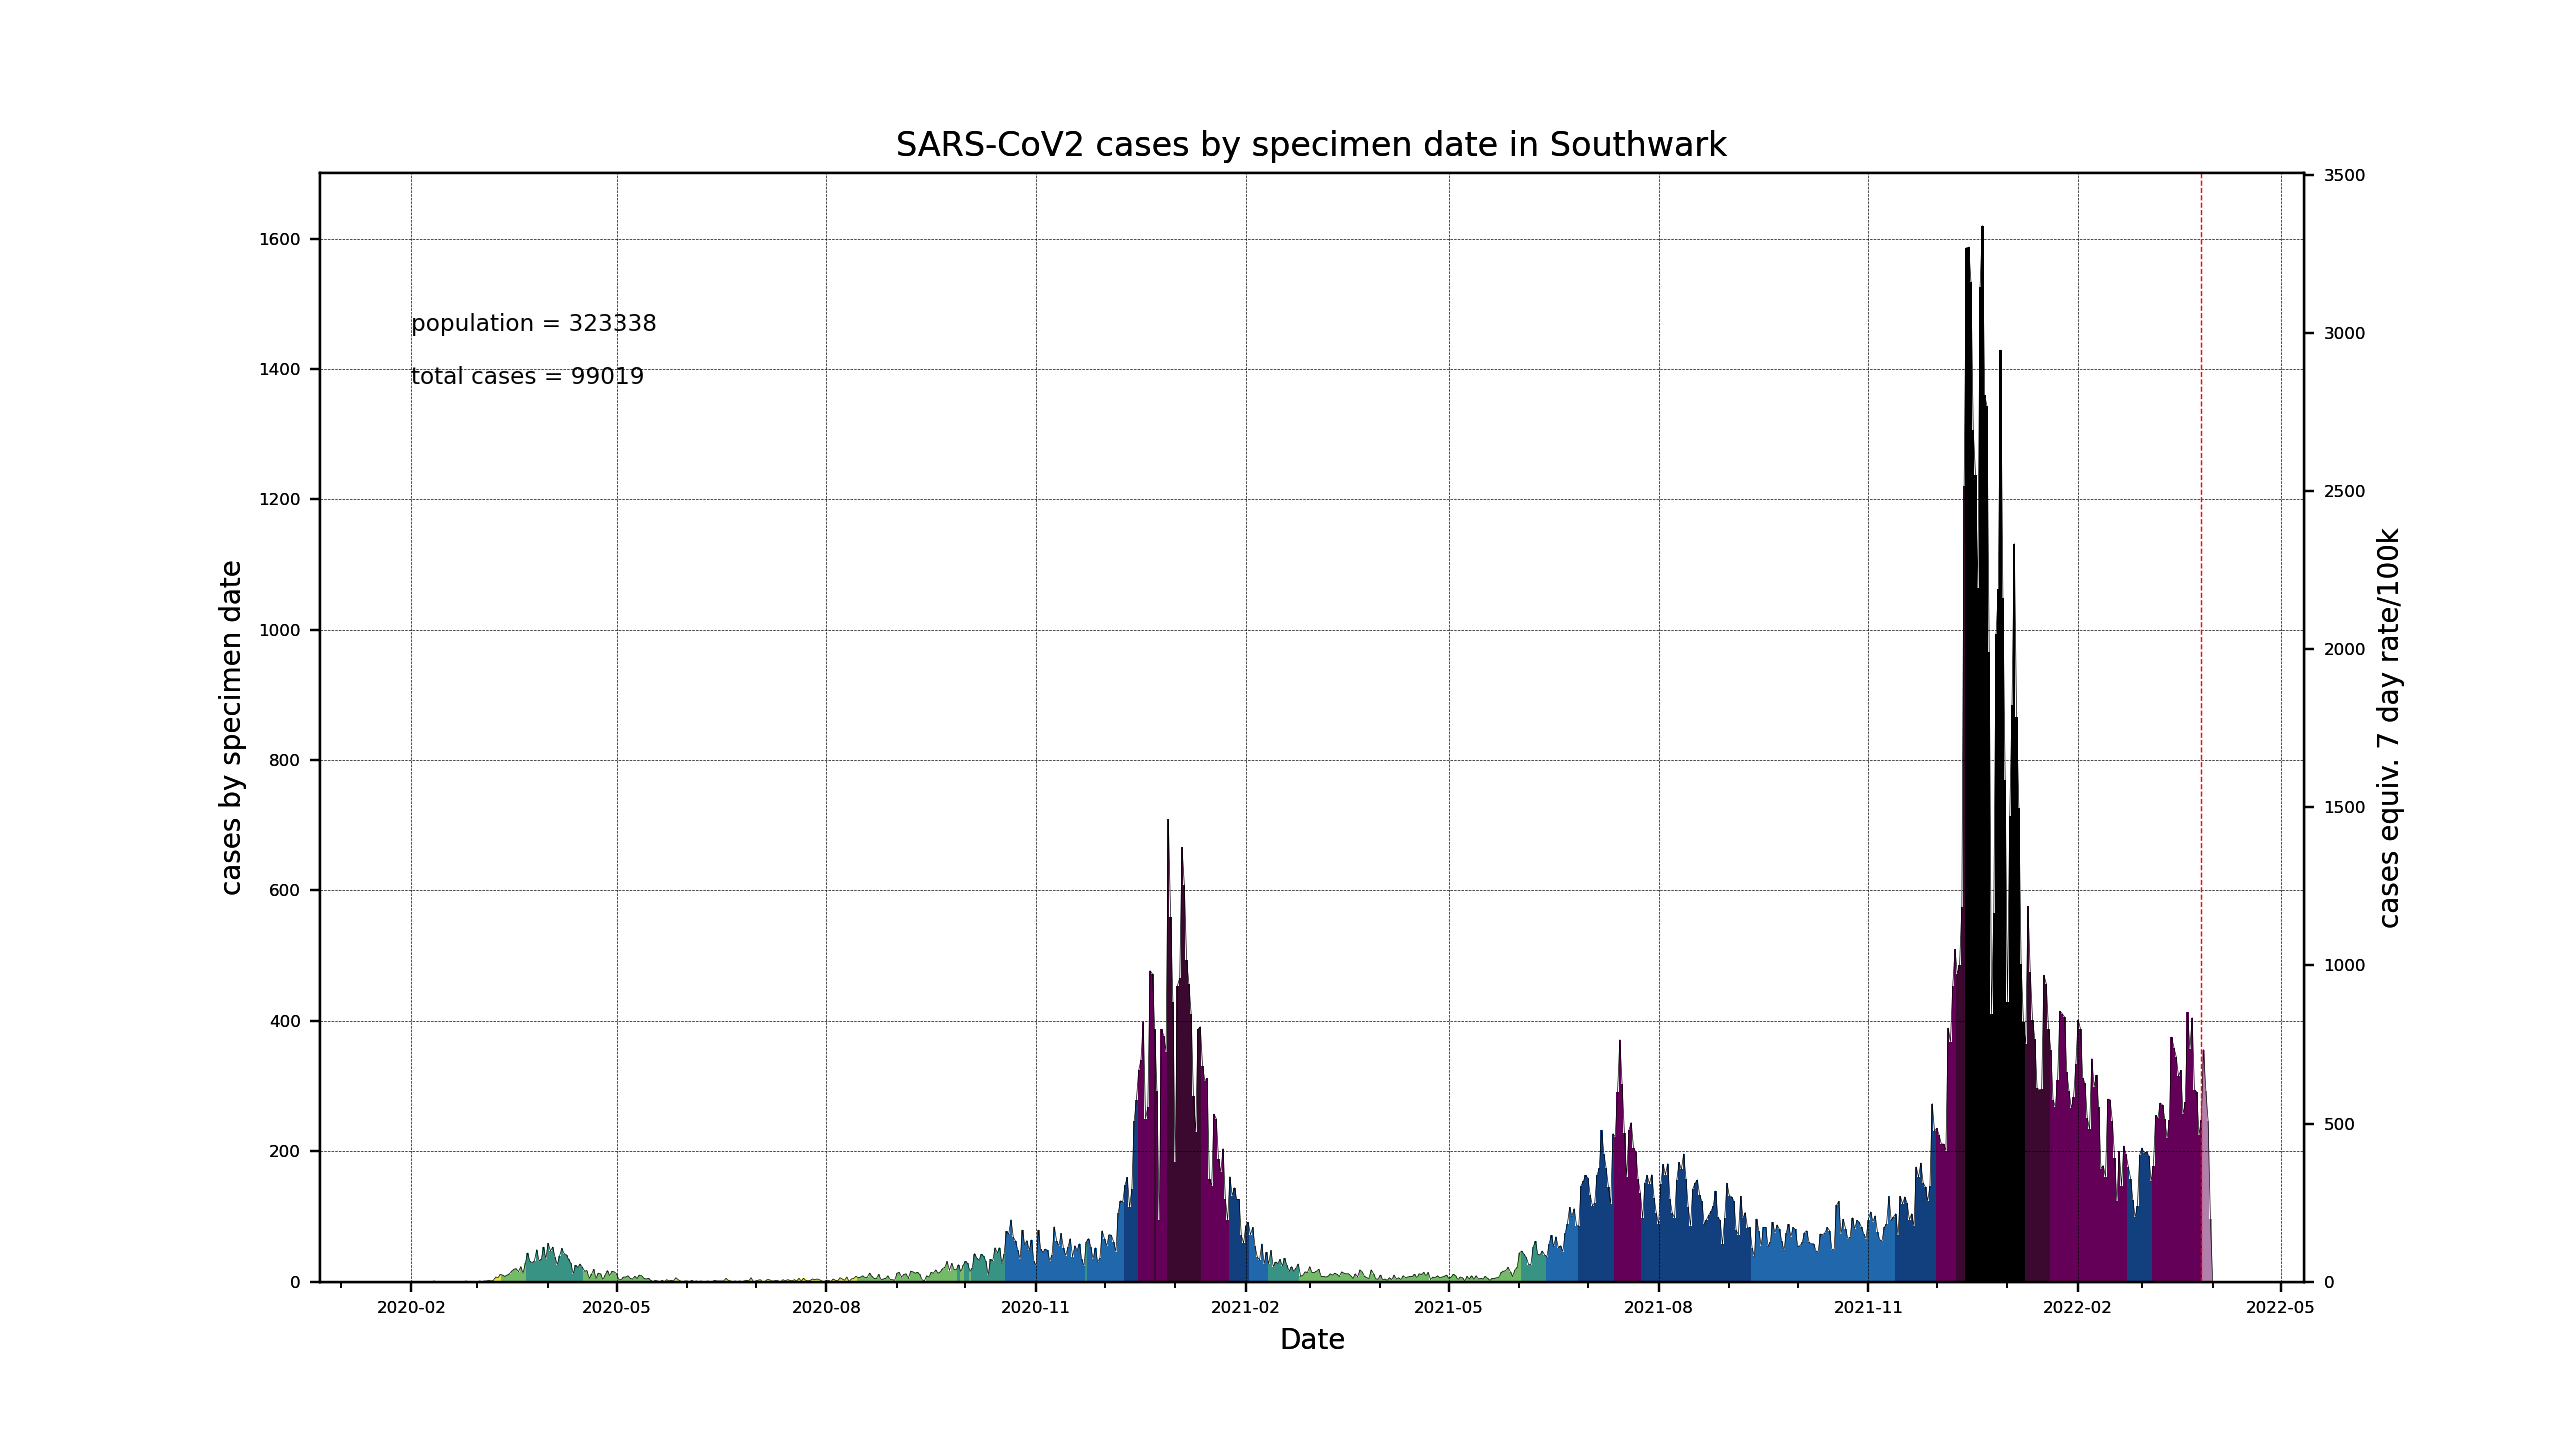 SARS-CoV2 cases by specimen date in Southwark
population = 323338
total cases = 99019
cases by specimen date
1600
1400
1200
1000
800
600
400
200
0
3500
3000
2500
2000
1500
1000
500
0
cases equiv. 7 day rate/100k
2020-02 2020-05 2020-08 2020-11 2021-02 2021-05 2021-08 2021-11 2022-02 2022-05
Date